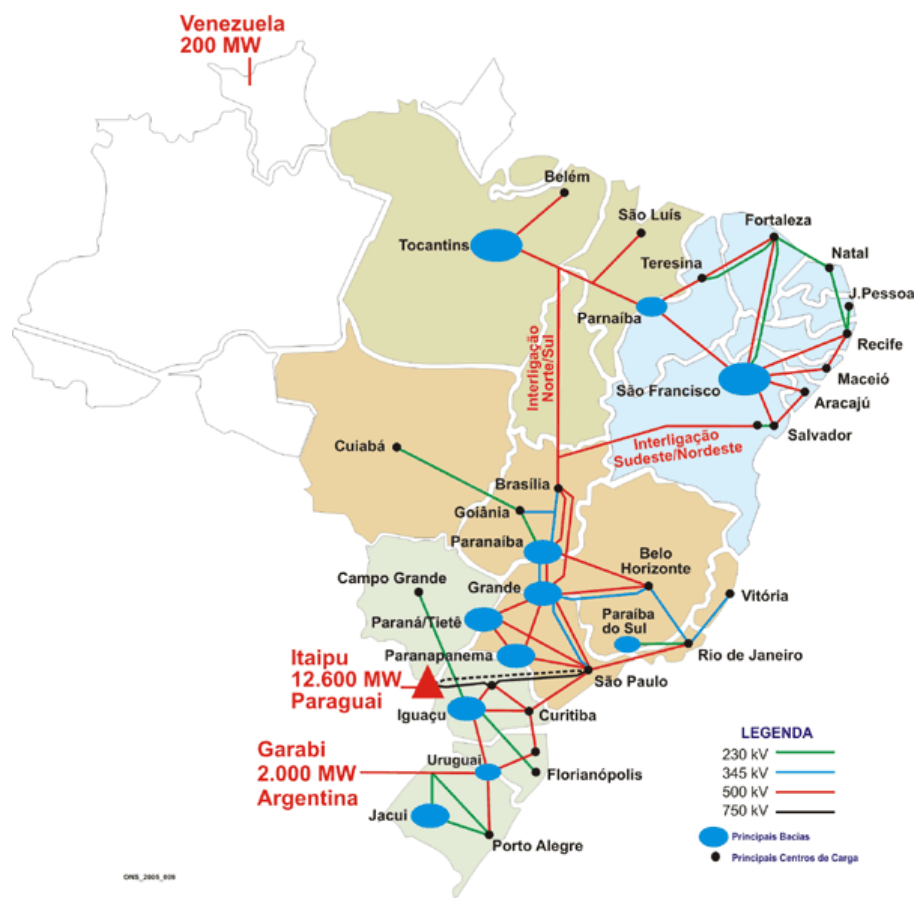 Venezuela
200 MW
Belém
São Luís
Fortaleza
Tocantins
Teresina
Natal
J.Pessoa
Parnaíba
Recife
Interligação
Norte/Sul
São Francisco
Maceió
Aracajú
Salvador
Interligação
Sudeste/Nordeste
Cuiabá
Brasília
Goiânia
Paranaíba
Belo
Horizonte
Campo Grande
Grande
Vitória
Paraná/Tietê
Paraíba
do Sul
Paranapanema
Rio de Janeiro
Itaipu
12.600 MW
Paraguai
São Paulo
Iguaçu
Curitiba
Garabi
2.000 MW
Argentina
Uruguai
Florianópolis
Jacui
Porto Alegre
LEGENDA
230 kV
345 kV
500 kV
750 kV
Principais Bacias
Principais Centros de Carga
ONS_2005_009